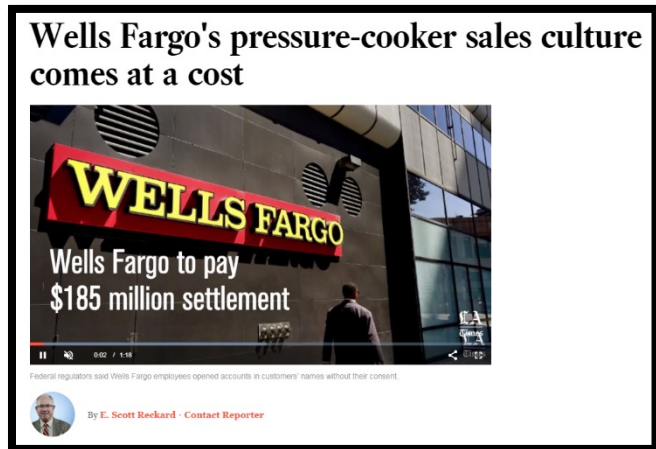 Wells Fargo's pressure-cooker sales culture
comes at a cost
WELLS FARGO
Wells Fargo to pay
$185 million settlement
LA
Times
0:02 / 1:18
Federal regulators said Wells Fargo employees opened accounts in customers' names without their consent.
By E. Scott Reckard · Contact Reporter